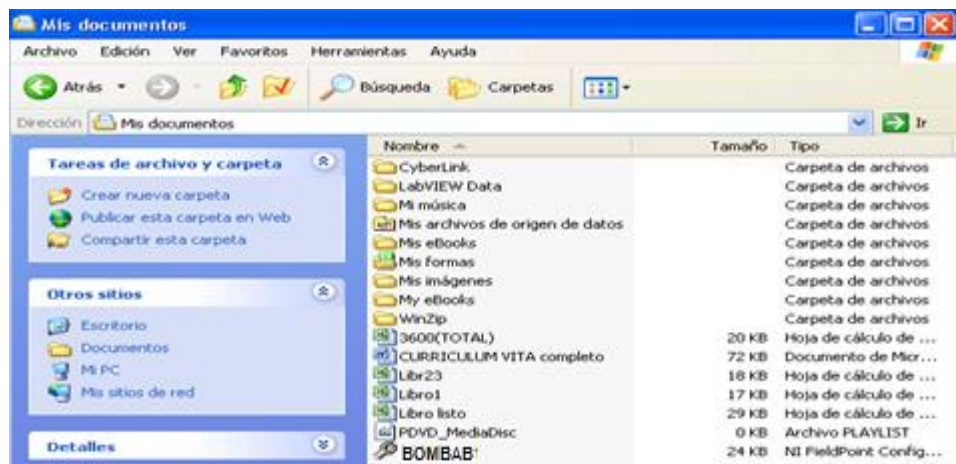 Mis documentos
Archivo Edición Ver Favoritos Herramientas Ayuda
Atrás Búsqueda Carpetas
Dirección Mis documentos Ir
Tareas de archivo y carpeta
Crear nueva carpeta
Publicar esta carpeta en Web
Compartir esta carpeta
Otros sitios
Escritorio
Documentos
Mi PC
Mis sitios de red
Detalles
Nombre Tamaño Tipo
CyberLink Carpeta de archivos
LabVIEW Data Carpeta de archivos
Mi música Carpeta de archivos
Mis archivos de origen de datos Carpeta de archivos
Mis eBooks Carpeta de archivos
Mis formas Carpeta de archivos
Mis imágenes Carpeta de archivos
My eBooks Carpeta de archivos
WinZip Carpeta de archivos
3600(TOTAL) 20 KB Hoja de cálculo de ...
CURRICULUM VITA completo 72 KB Documento de Micr...
Libr23 18 KB Hoja de cálculo de ...
Libro1 17 KB Hoja de cálculo de ...
Libro listo 29 KB Hoja de cálculo de ...
PDVD_MediaDisc 0 KB Archivo PLAYLIST
24 KB NI FieldPoint Config...